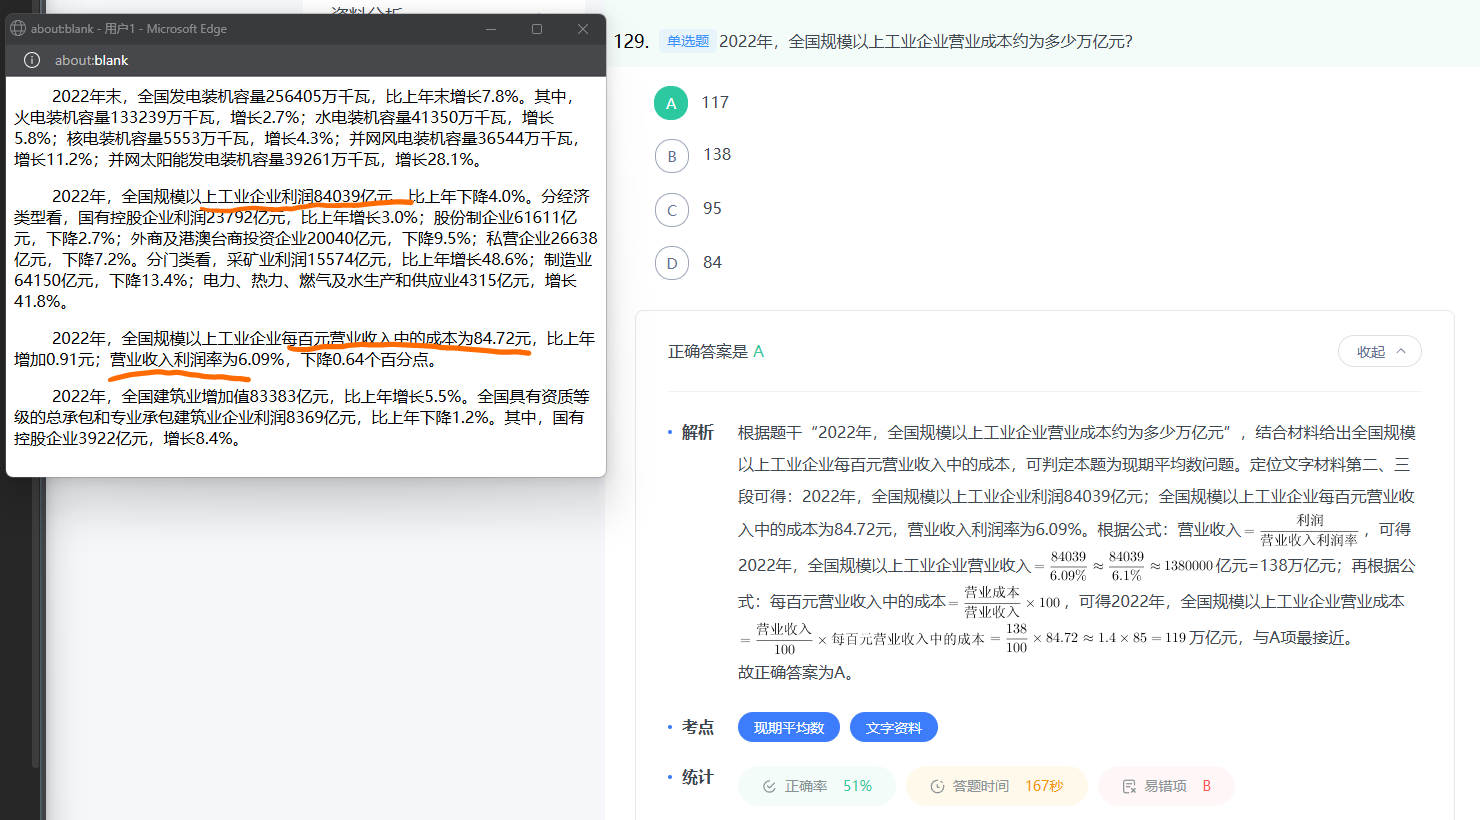 about:blank - 用户1 - Microsoft Edge
about:blank
2022年末，全国发电装机容量256405万千瓦，比上年末增长7.8%。其中，
火电装机容量133239万千瓦，增长2.7%；水电装机容量41350万千瓦，增长
5.8%；核电装机容量5553万千瓦，增长4.3%；并网风电装机容量36544万千瓦，
增长11.2%；并网太阳能发电装机容量39261万千瓦，增长28.1%。
2022年，全国规模以上工业企业利润84039亿元，比上年下降4.0%。分经济
类型看，国有控股企业利润23792亿元，比上年增长3.0%；股份制企业61611亿
元，下降2.7%；外商及港澳台商投资企业20040亿元，下降9.5%；私营企业26638
亿元，下降7.2%。分门类看，采矿业利润15574亿元，比上年增长48.6%；制造业
64150亿元，下降13.4%；电力、热力、燃气及水生产和供应业4315亿元，增长
41.8%。
2022年，全国规模以上工业企业每百元营业收入中的成本为84.72元，比上年
增加0.91元；营业收入利润率为6.09%，下降0.64个百分点。
2022年，全国建筑业增加值83383亿元，比上年增长5.5%。全国具有资质等
级的总承包和专业承包建筑业企业利润8369亿元，比上年下降1.2%。其中，国有
控股企业3922亿元，增长8.4%。
129. 单选题 2022年，全国规模以上工业企业营业成本约为多少万亿元?
A 117
B 138
C 95
D 84
正确答案是 A
收起
解析 根据题干“2022年，全国规模以上工业企业营业成本约为多少万亿元”，结合材料给出全国规模
以上工业企业每百元营业收入中的成本，可判定本题为现期平均数问题。定位文字材料第二、三
段可得：2022年，全国规模以上工业企业利润84039亿元；全国规模以上工业企业每百元营业收
入中的成本为84.72元，营业收入利润率为6.09%。根据公式：营业收入=利润/营业收入利润率，可得
2022年，全国规模以上工业企业营业收入=84039/6.09%≈84039/6.1%≈1380000亿元=138万亿元；再根据公
式：每百元营业收入中的成本=营业成本/营业收入×100，可得2022年，全国规模以上工业企业营业成本
=营业收入/100×每百元营业收入中的成本=138/100×84.72≈1.4×85=119万亿元，与A项最接近。
故正确答案为A。
考点 现期平均数 文字资料
统计 正确率 51% 答题时间 167秒 易错项 B